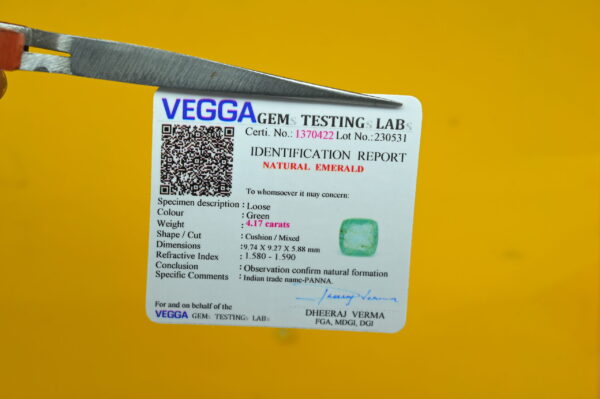 VEGGA GEMs TESTINGs LABs
Certi. No.: 1370422 Lot No.:230531
IDENTIFICATION REPORT
NATURAL EMERALD
To whomsoever it may concern:
Specimen description : Loose
Colour : Green
Weight : 4.17 carats
Shape / Cut : Cushion / Mixed
Dimensions : 9.74 X 9.27 X 5.88 mm
Refractive Index : 1.580 - 1.590
Conclusion : Observation confirm natural formation
Specific Comments : Indian trade name-PANNA.
For and on behalf of the
VEGGA GEMs TESTINGs LABs
DHEERAJ VERMA
FGA, MDGI, DGI